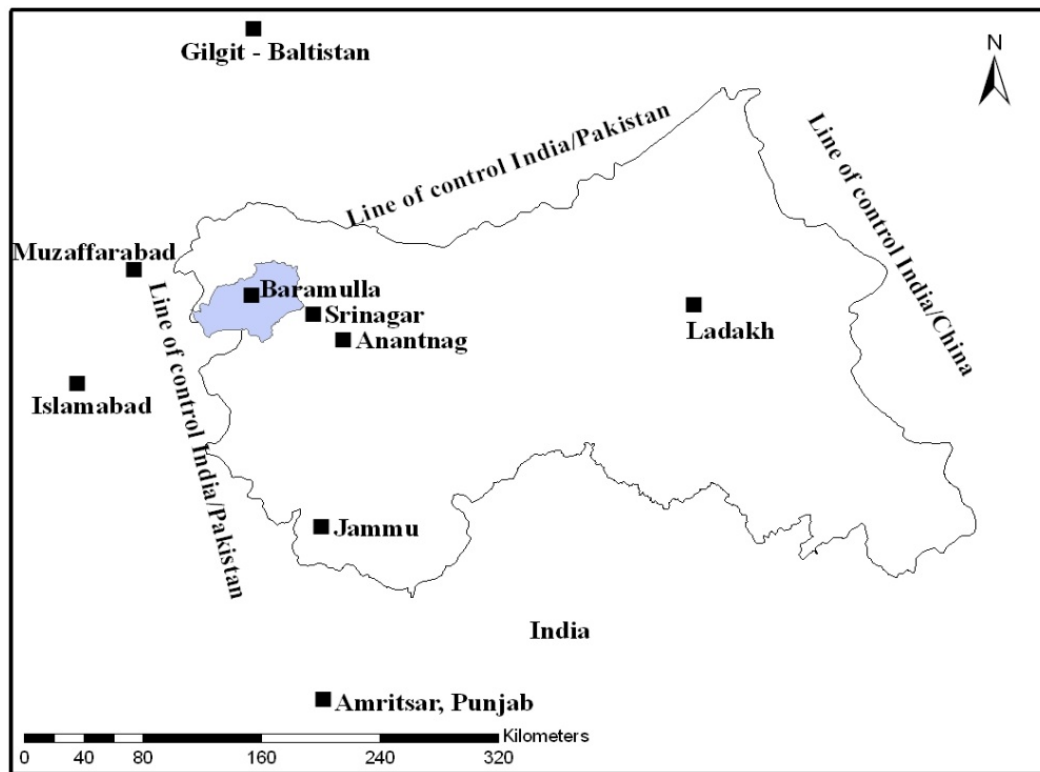 Gilgit - Baltistan
N
Line of control India/Pakistan
Line of control India/China
Muzaffarabad
Baramulla
Srinagar
Anantnag
Ladakh
Islamabad
Line of control India/Pakistan
Jammu
India
Amritsar, Punjab
Kilometers
0 40 80 160 240 320